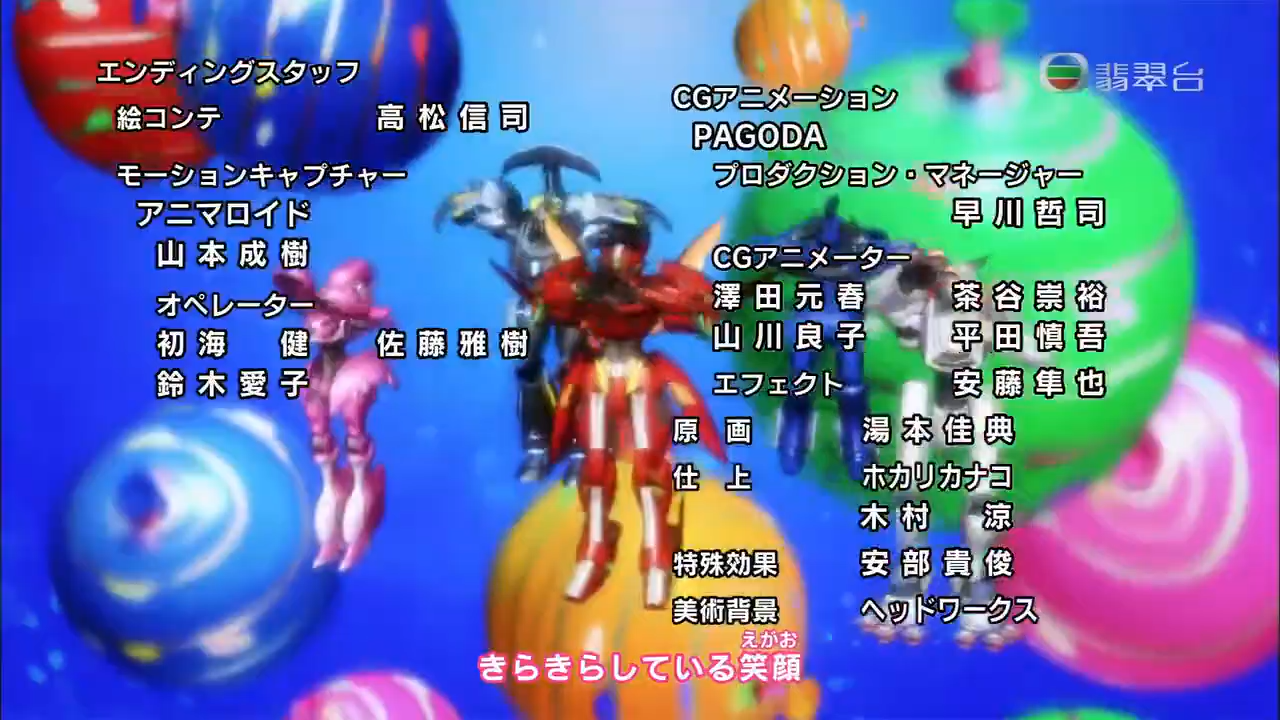 エンディングスタッフ
絵コンテ 高松信司
モーションキャプチャー
アニマロイド
山本成樹
オペレーター
初海 健 佐藤雅樹
鈴木愛子
翡翠台
CGアニメーション
PAGODA
プロダクション・マネージャー
早川哲司
CGアニメーター
澤田元春 茶谷崇裕
山川良子 平田慎吾
エフェクト 安藤隼也
原画 湯本佳典
仕上 ホカリカナコ
木村 涼
特殊効果 安部貴俊
美術背景 ヘッドワークス
えがお
きらきらしている笑顔